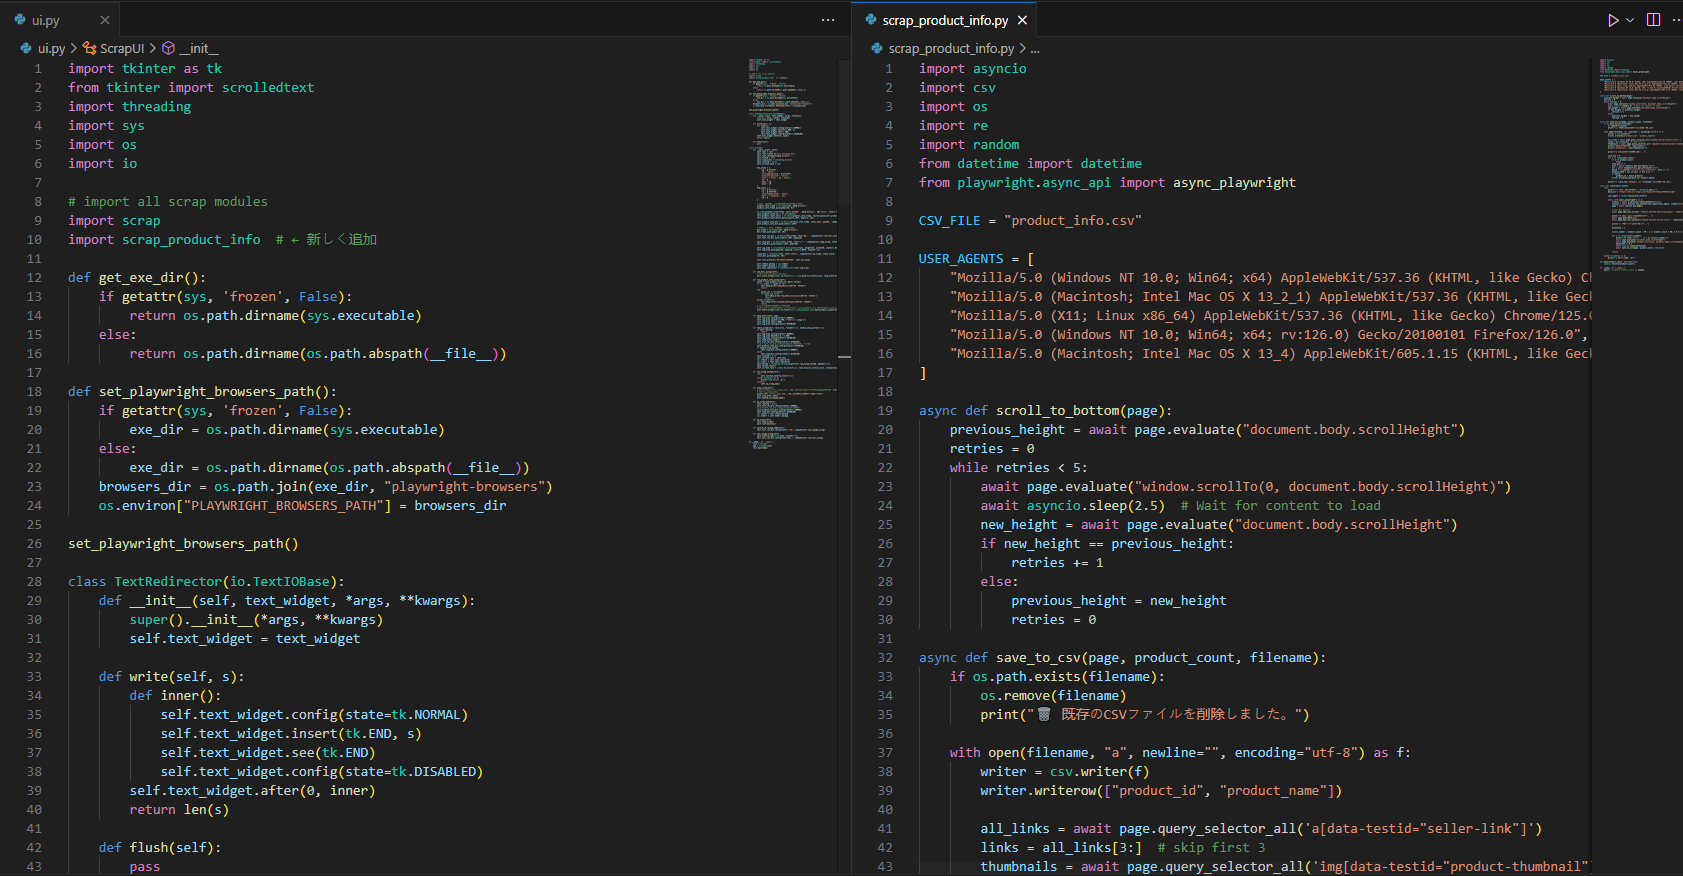 ui.py
ui.py > ScrapUI > __init__
1 import tkinter as tk
2 from tkinter import scrolledtext
3 import threading
4 import sys
5 import os
6 import io
7
8 # import all scrap modules
9 import scrap
10 import scrap_product_info  # ← 新しく追加
11
12 def get_exe_dir():
13     if getattr(sys, 'frozen', False):
14         return os.path.dirname(sys.executable)
15     else:
16         return os.path.dirname(os.path.abspath(__file__))
17
18 def set_playwright_browsers_path():
19     if getattr(sys, 'frozen', False):
20         exe_dir = os.path.dirname(sys.executable)
21     else:
22         exe_dir = os.path.dirname(os.path.abspath(__file__))
23     browsers_dir = os.path.join(exe_dir, "playwright-browsers")
24     os.environ["PLAYWRIGHT_BROWSERS_PATH"] = browsers_dir
25
26 set_playwright_browsers_path()
27
28 class TextRedirector(io.TextIOBase):
29     def __init__(self, text_widget, *args, **kwargs):
30         super().__init__(*args, **kwargs)
31         self.text_widget = text_widget
32
33     def write(self, s):
34         def inner():
35             self.text_widget.config(state=tk.NORMAL)
36             self.text_widget.insert(tk.END, s)
37             self.text_widget.see(tk.END)
38             self.text_widget.config(state=tk.DISABLED)
39         self.text_widget.after(0, inner)
40         return len(s)
41
42     def flush(self):
43         pass
scrap_product_info.py
scrap_product_info.py > ...
1 import asyncio
2 import csv
3 import os
4 import re
5 import random
6 from datetime import datetime
7 from playwright.async_api import async_playwright
8
9 CSV_FILE = "product_info.csv"
10
11 USER_AGENTS = [
12     "Mozilla/5.0 (Windows NT 10.0; Win64; x64) AppleWebKit/537.36 (KHTML, like Gecko) Ch
13     "Mozilla/5.0 (Macintosh; Intel Mac OS X 13_2_1) AppleWebKit/537.36 (KHTML, like Geck
14     "Mozilla/5.0 (X11; Linux x86_64) AppleWebKit/537.36 (KHTML, like Gecko) Chrome/125.0
15     "Mozilla/5.0 (Windows NT 10.0; Win64; x64; rv:126.0) Gecko/20100101 Firefox/126.0",
16     "Mozilla/5.0 (Macintosh; Intel Mac OS X 13_4) AppleWebKit/605.1.15 (KHTML, like Geck
17 ]
18
19 async def scroll_to_bottom(page):
20     previous_height = await page.evaluate("document.body.scrollHeight")
21     retries = 0
22     while retries < 5:
23         await page.evaluate("window.scrollTo(0, document.body.scrollHeight)")
24         await asyncio.sleep(2.5)  # Wait for content to load
25         new_height = await page.evaluate("document.body.scrollHeight")
26         if new_height == previous_height:
27             retries += 1
28         else:
29             previous_height = new_height
30             retries = 0
31
32 async def save_to_csv(page, product_count, filename):
33     if os.path.exists(filename):
34         os.remove(filename)
35         print("🗑️ 既存のCSVファイルを削除しました。")
36
37     with open(filename, "a", newline="", encoding="utf-8") as f:
38         writer = csv.writer(f)
39         writer.writerow(["product_id", "product_name"])
40
41         all_links = await page.query_selector_all('a[data-testid="seller-link"]')
42         links = all_links[3:]  # skip first 3
43         thumbnails = await page.query_selector_all('img[data-testid="product-thumbnail"